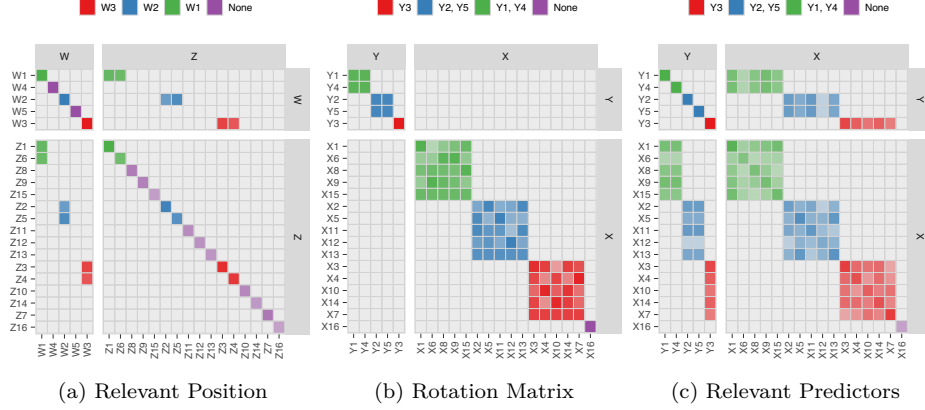 W3 W2 W1 None
Y3 Y2, Y5 Y1, Y4 None
Y3 Y2, Y5 Y1, Y4 None
W Z
Y X
Y X
W1
W4
W2
W5
W3
W
Z1
Z6
Z8
Z9
Z15
Z2
Z5
Z11
Z12
Z13
Z3
Z4
Z10
Z14
Z7
Z16
Z
W1 W4 W2 W5 W3 Z1 Z6 Z8 Z9 Z15 Z2 Z5 Z11 Z12 Z13 Z3 Z4 Z10 Z14 Z7 Z16
Y1
Y4
Y2
Y5
Y3
Y
X1
X6
X8
X9
X15
X2
X5
X11
X12
X13
X3
X4
X10
X14
X7
X16
X
Y1 Y4 Y2 Y5 Y3 X1 X6 X8 X9 X15 X2 X5 X11 X12 X13 X3 X4 X10 X14 X7 X16
Y1
Y4
Y2
Y5
Y3
Y
X1
X6
X8
X9
X15
X2
X5
X11
X12
X13
X3
X4
X10
X14
X7
X16
X
Y1 Y4 Y2 Y5 Y3 X1 X6 X8 X9 X15 X2 X5 X11 X12 X13 X3 X4 X10 X14 X7 X16
(a) Relevant Position
(b) Rotation Matrix
(c) Relevant Predictors